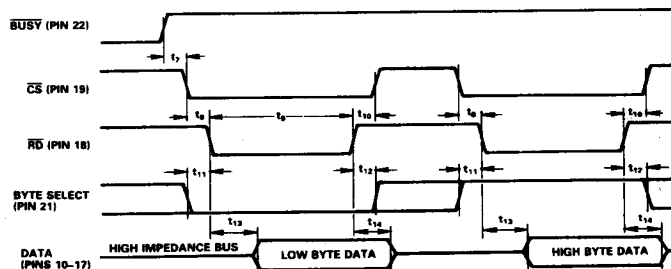 BUSY (PIN 22)
t7
CS (PIN 19)
t8 t9 t10 t8 t10
RD (PIN 18)
t11 t12 t11 t12
BYTE SELECT
(PIN 21)
t13 t14 t13 t14
DATA
(PINS 10–17)
HIGH IMPEDANCE BUS
LOW BYTE DATA
HIGH BYTE DATA